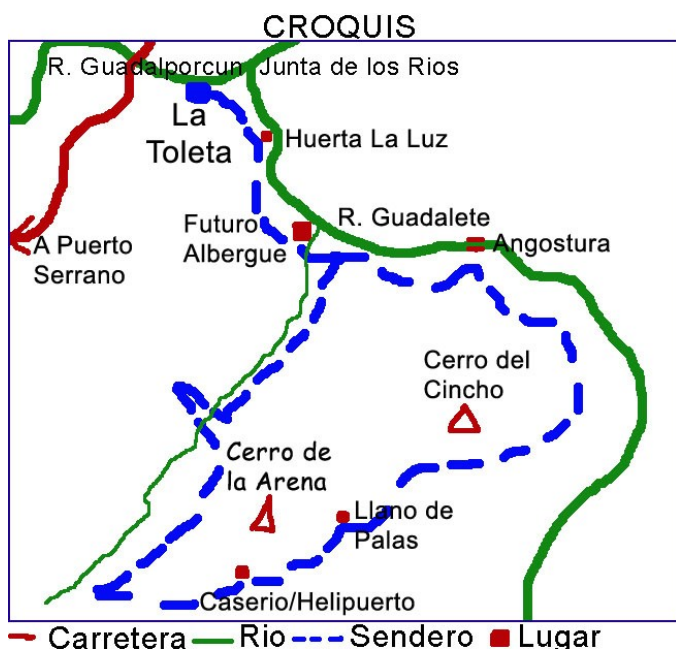 CROQUIS
R. Guadalporcun Junta de los Rios
La
Toleta
Huerta La Luz
Futuro
Albergue
R. Guadalete
Angostura
A Puerto
Serrano
Cerro del
Cincho
Cerro de
la Arena
Llano de
Palas
Caserio/Helipuerto
Carretera Rio Sendero Lugar